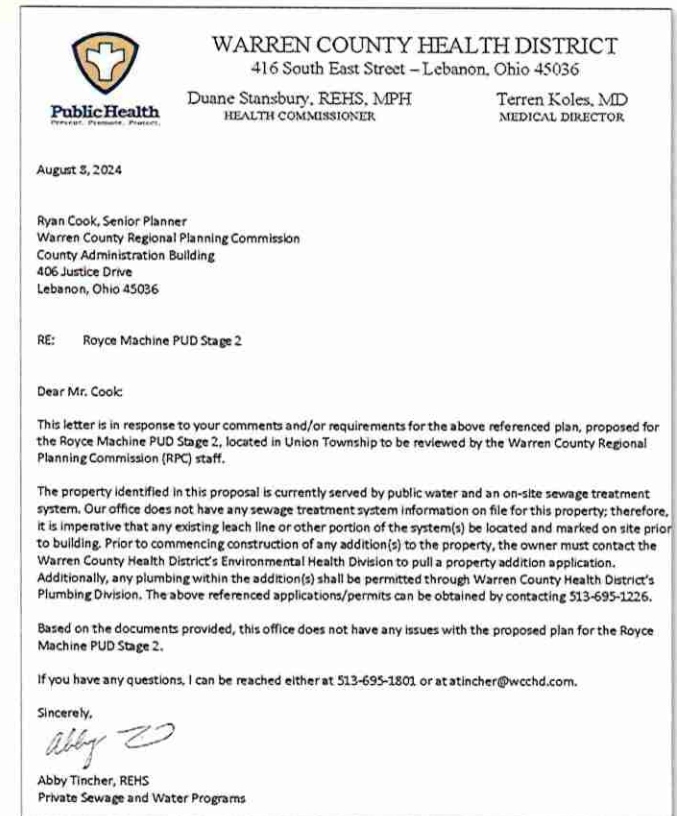 WARREN COUNTY HEALTH DISTRICT
416 South East Street – Lebanon, Ohio 45036
Duane Stansbury, REHS, MPH
HEALTH COMMISSIONER
Terren Koles, MD
MEDICAL DIRECTOR
Public Health
Prevent. Promote. Protect.
August 8, 2024
Ryan Cook, Senior Planner
Warren County Regional Planning Commission
County Administration Building
406 Justice Drive
Lebanon, Ohio 45036
RE: Royce Machine PUD Stage 2
Dear Mr. Cook:
This letter is in response to your comments and/or requirements for the above referenced plan, proposed for
the Royce Machine PUD Stage 2, located in Union Township to be reviewed by the Warren County Regional
Planning Commission (RPC) staff.
The property identified in this proposal is currently served by public water and an on-site sewage treatment
system. Our office does not have any sewage treatment system information on file for this property; therefore,
it is imperative that any existing leach line or other portion of the system(s) be located and marked on site prior
to building. Prior to commencing construction of any addition(s) to the property, the owner must contact the
Warren County Health District's Environmental Health Division to pull a property addition application.
Additionally, any plumbing within the addition(s) shall be permitted through Warren County Health District's
Plumbing Division. The above referenced applications/permits can be obtained by contacting 513-695-1226.
Based on the documents provided, this office does not have any issues with the proposed plan for the Royce
Machine PUD Stage 2.
If you have any questions, I can be reached either at 513-695-1801 or at atincher@wcchd.com.
Sincerely,
Abby
Abby Tincher, REHS
Private Sewage and Water Programs